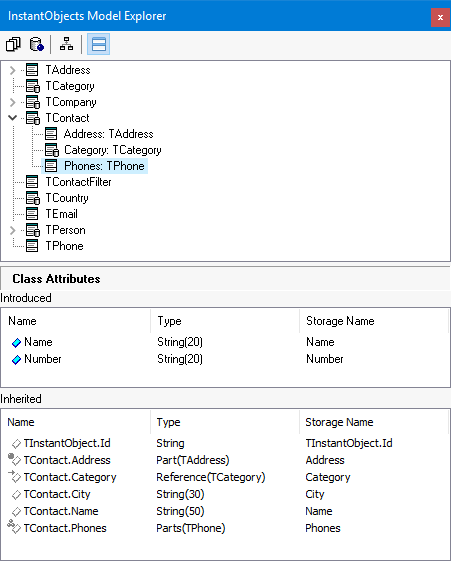 InstantObjects Model Explorer
x
TAddress
TCategory
TCompany
TContact
Address: TAddress
Category: TCategory
Phones: TPhone
TContactFilter
TCountry
TEmail
TPerson
TPhone
Class Attributes
Introduced
Name Type Storage Name
Name String(20) Name
Number String(20) Number
Inherited
Name Type Storage Name
TInstantObject.Id String TInstantObject.Id
TContact.Address Part(TAddress) Address
TContact.Category Reference(TCategory) Category
TContact.City String(30) City
TContact.Name String(50) Name
TContact.Phones Parts(TPhone) Phones